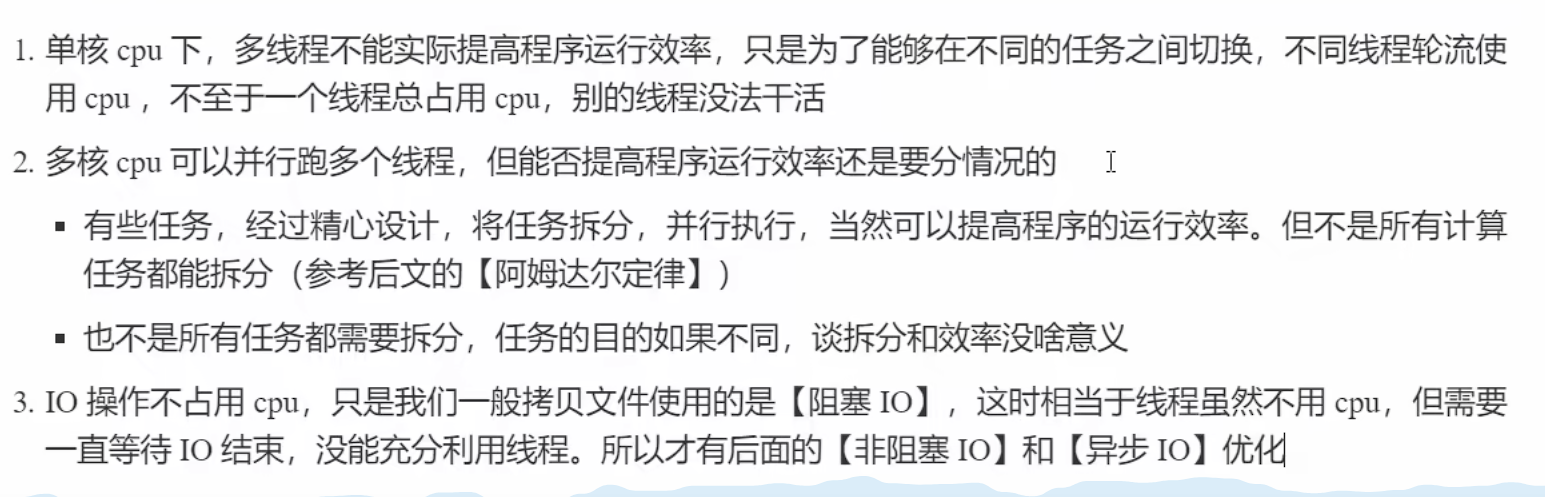 1. 单核 cpu 下，多线程不能实际提高程序运行效率，只是为了能够在不同的任务之间切换，不同线程轮流使
用 cpu ，不至于一个线程总占用 cpu，别的线程没法干活
2. 多核 cpu 可以并行跑多个线程，但能否提高程序运行效率还是要分情况的
▪ 有些任务，经过精心设计，将任务拆分，并行执行，当然可以提高程序的运行效率。但不是所有计算
任务都能拆分（参考后文的【阿姆达尔定律】）
▪ 也不是所有任务都需要拆分，任务的目的如果不同，谈拆分和效率没啥意义
3. IO 操作不占用 cpu，只是我们一般拷贝文件使用的是【阻塞 IO】，这时相当于线程虽然不用 cpu，但需要
一直等待 IO 结束，没能充分利用线程。所以才有后面的【非阻塞 IO】和【异步 IO】优化